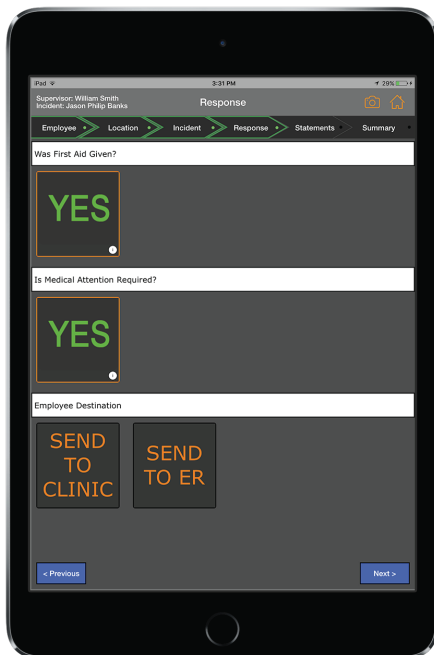 iPad
3:31 PM
29%
Supervisor: William Smith
Incident: Jason Philip Banks
Response
Employee
Location
Incident
Response
Statements
Summary
Was First Aid Given?
YES
Is Medical Attention Required?
YES
Employee Destination
SEND
TO
CLINIC
SEND
TO ER
< Previous
Next >